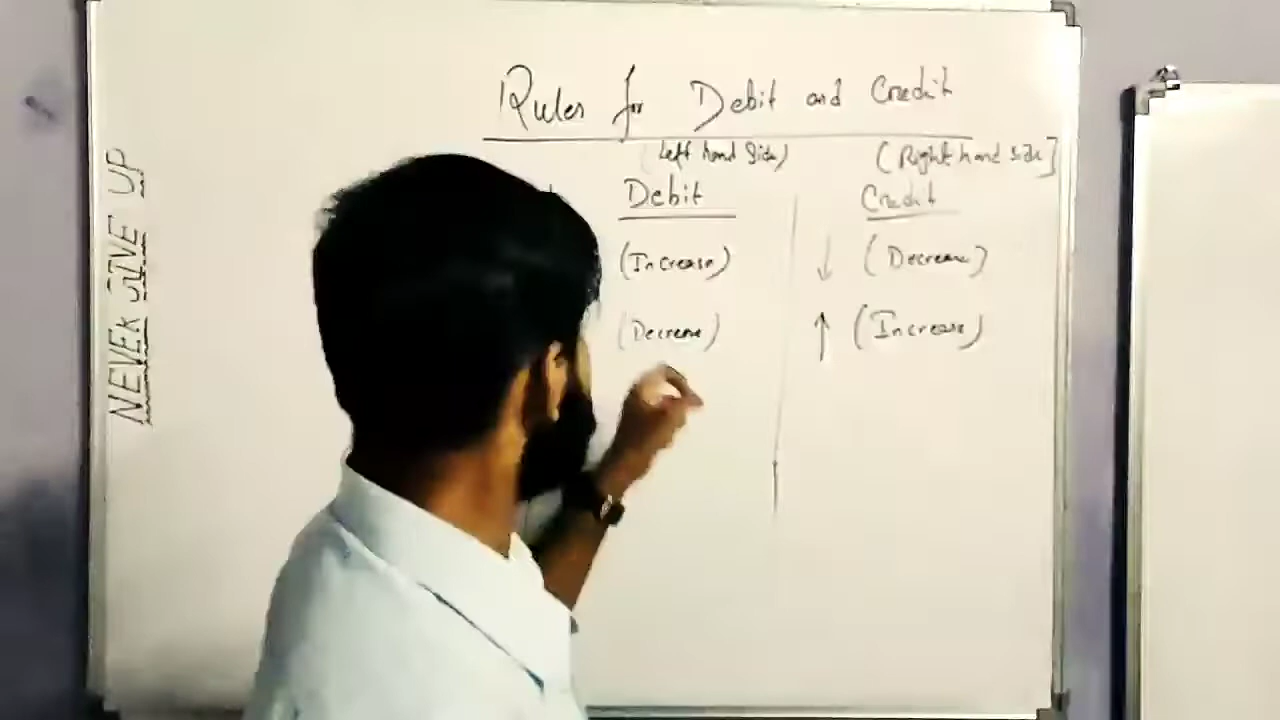 Rules for Debit and Credit
(Left hand Side) (Right hand side]
Debit Credit
(Increase) ↓ (Decrease)
(Decrease) ↑ (Increase)
NEVER GIVE UP